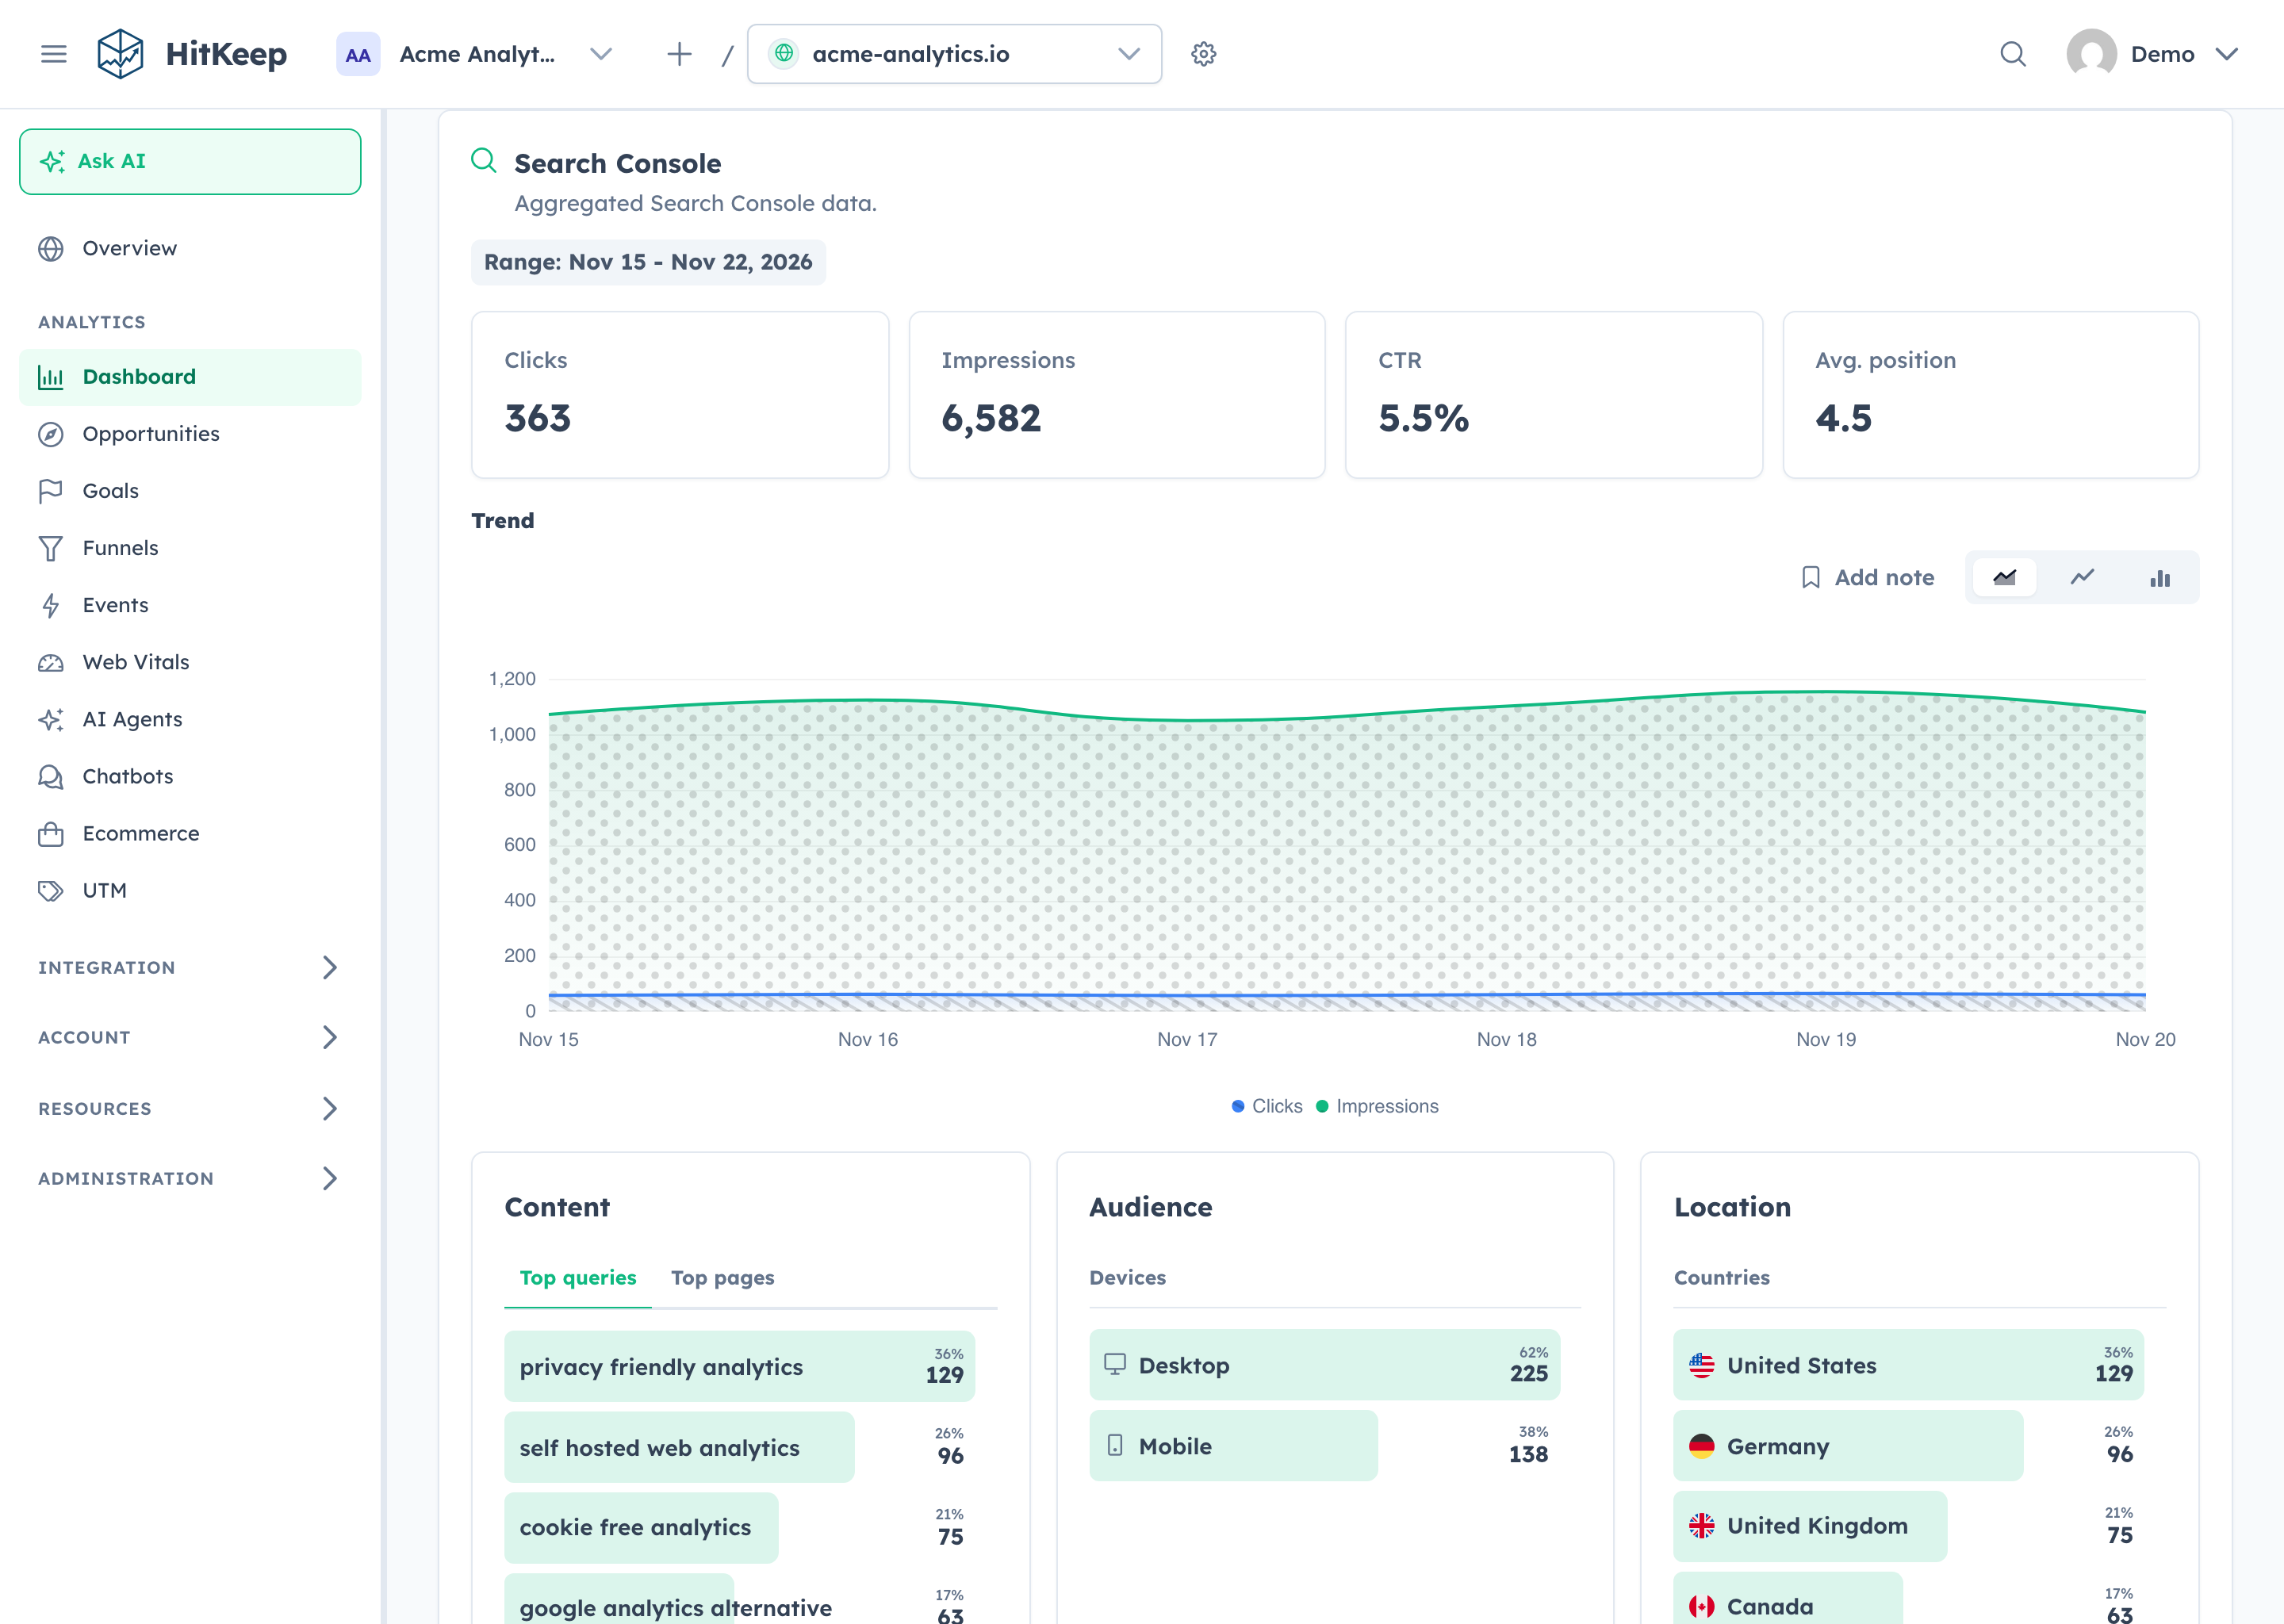 HitKeep
AA
Acme Analyt...
/
acme-analytics.io
Demo
Ask AI
Overview
ANALYTICS
Dashboard
Opportunities
Goals
Funnels
Events
Web Vitals
AI Agents
Chatbots
Ecommerce
UTM
INTEGRATION
ACCOUNT
RESOURCES
ADMINISTRATION
Search Console
Aggregated Search Console data.
Range: Nov 15 - Nov 22, 2026
Clicks
363
Impressions
6,582
CTR
5.5%
Avg. position
4.5
Trend
Add note
1,200
1,000
800
600
400
200
0
Nov 15
Nov 16
Nov 17
Nov 18
Nov 19
Nov 20
Clicks
Impressions
Content
Top queries
Top pages
privacy friendly analytics
36%
129
self hosted web analytics
26%
96
cookie free analytics
21%
75
google analytics alternative
17%
63
Audience
Devices
Desktop
62%
225
Mobile
38%
138
Location
Countries
United States
36%
129
Germany
26%
96
United Kingdom
21%
75
Canada
17%
63